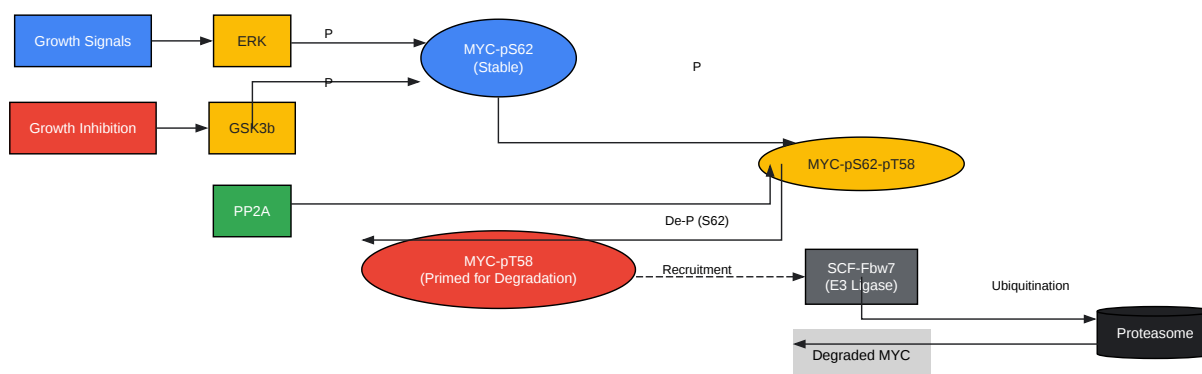 Growth Signals
ERK
P
MYC-pS62
(Stable)
P
P
Growth Inhibition
GSK3b
MYC-pS62-pT58
PP2A
De-P (S62)
MYC-pT58
(Primed for Degradation)
Recruitment
SCF-Fbw7
(E3 Ligase)
Ubiquitination
Proteasome
Degraded MYC